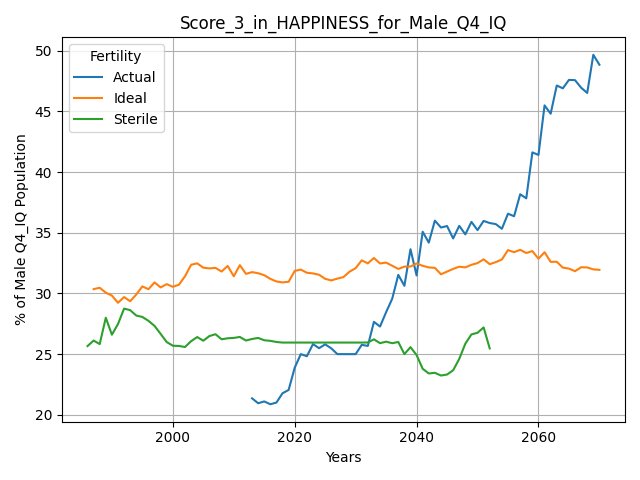 Score_3_in_HAPPINESS_for_Male_Q4_IQ
Fertility
Actual
Ideal
Sterile
% of Male Q4_IQ Population
50
45
40
35
30
25
20
2000
2020
2040
2060
Years